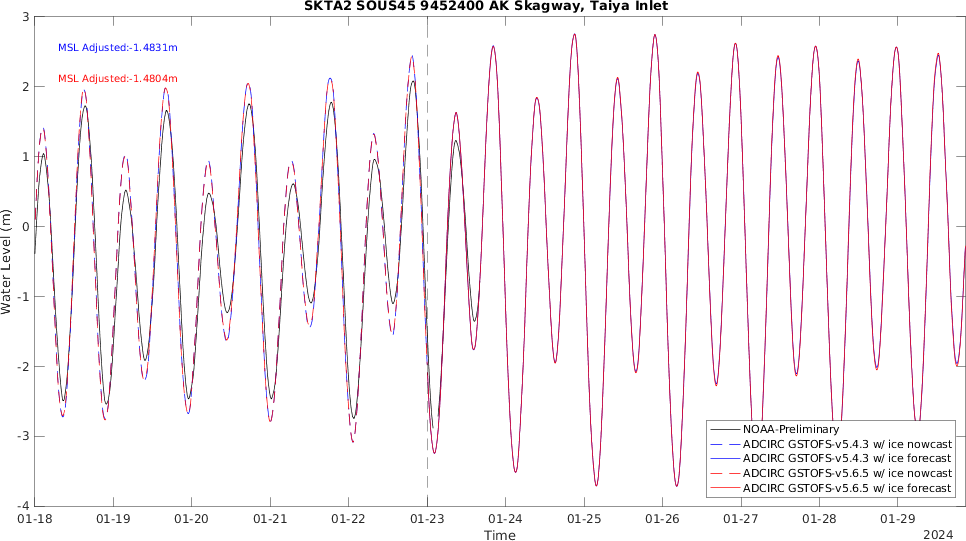 SKTA2 SOUS45 9452400 AK Skagway, Taiya Inlet
MSL Adjusted:-1.4831m
MSL Adjusted:-1.4804m
Water Level (m)
3
2
1
0
-1
-2
-3
-4
NOAA-Preliminary
ADCIRC GSTOFS-v5.4.3 w/ ice nowcast
ADCIRC GSTOFS-v5.4.3 w/ ice forecast
ADCIRC GSTOFS-v5.6.5 w/ ice nowcast
ADCIRC GSTOFS-v5.6.5 w/ ice forecast
01-18 01-19 01-20 01-21 01-22 01-23 01-24 01-25 01-26 01-27 01-28 01-29
Time
2024